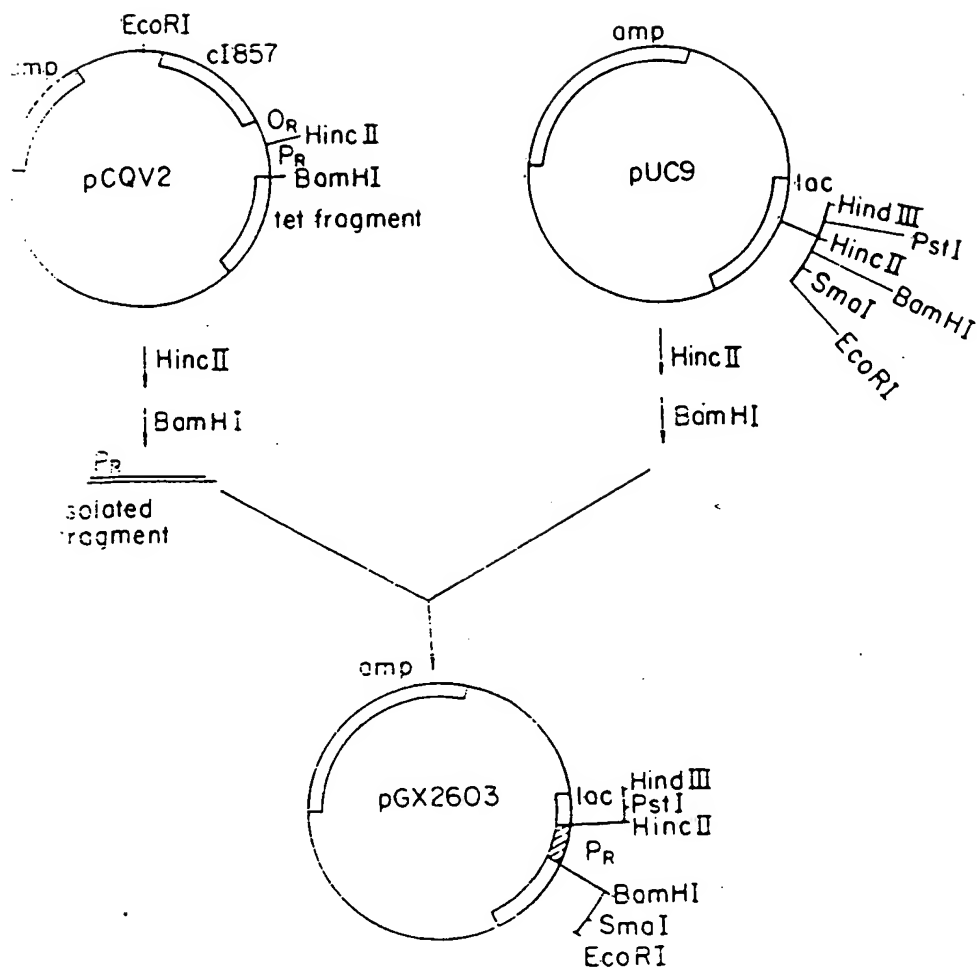 EcoRI
cI857
amp
OR
HincII
PR
BamHI
pCQV2
tet fragment
amp
pUC9
lac
HindIII
PstI
HincII
BamHI
SmaI
EcoRI
HincII
BamHI
HincII
BamHI
PR
solated
ragment
amp
pGX2603
lac
HindIII
PstI
HincII
PR
BamHI
SmaI
EcoRI